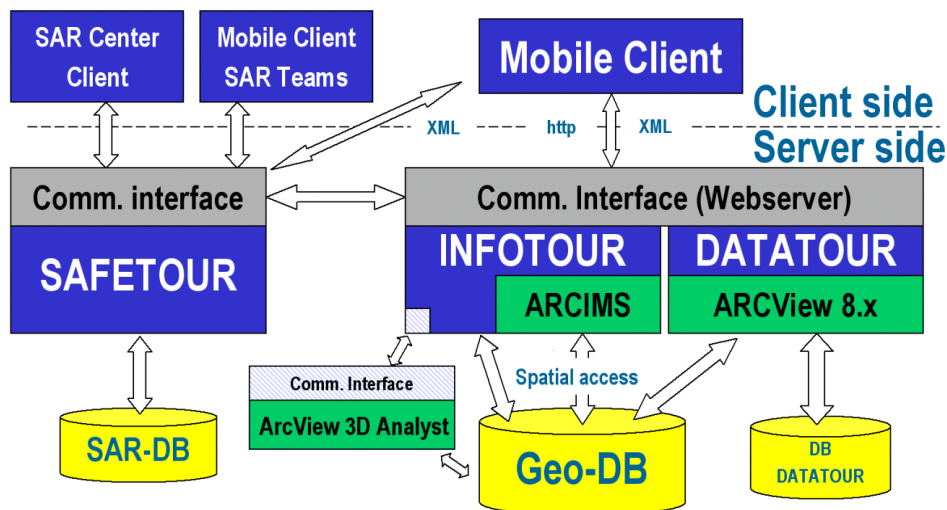 SAR Center
Client
Mobile Client
SAR Teams
Mobile Client
Client side
XML
http
XML
Server side
Comm. interface
Comm. Interface (Webserver)
SAFETOUR
INFOTOUR
DATATOUR
ARCIMS
ARCView 8.x
Comm. Interface
Spatial access
ArcView 3D Analyst
SAR-DB
Geo-DB
DB
DATATOUR